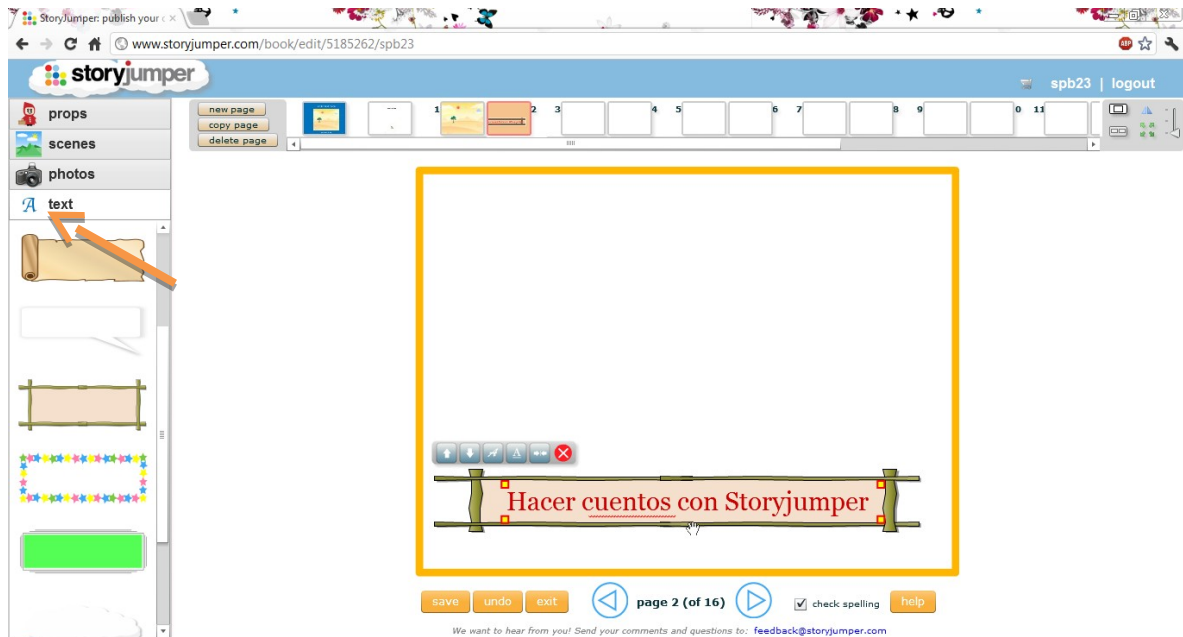 StoryJumper: publish your c
www.storyjumper.com/book/edit/5185262/spb23
ABP
storyjumper
spb23 | logout
props
scenes
photos
A text
new page
copy page
delete page
1 2 3 4 5 6 7 8 9 0 11
A
Hacer cuentos con Storyjumper
save undo exit page 2 (of 16) check spelling help
We want to hear from you! Send your comments and questions to: feedback@storyjumper.com